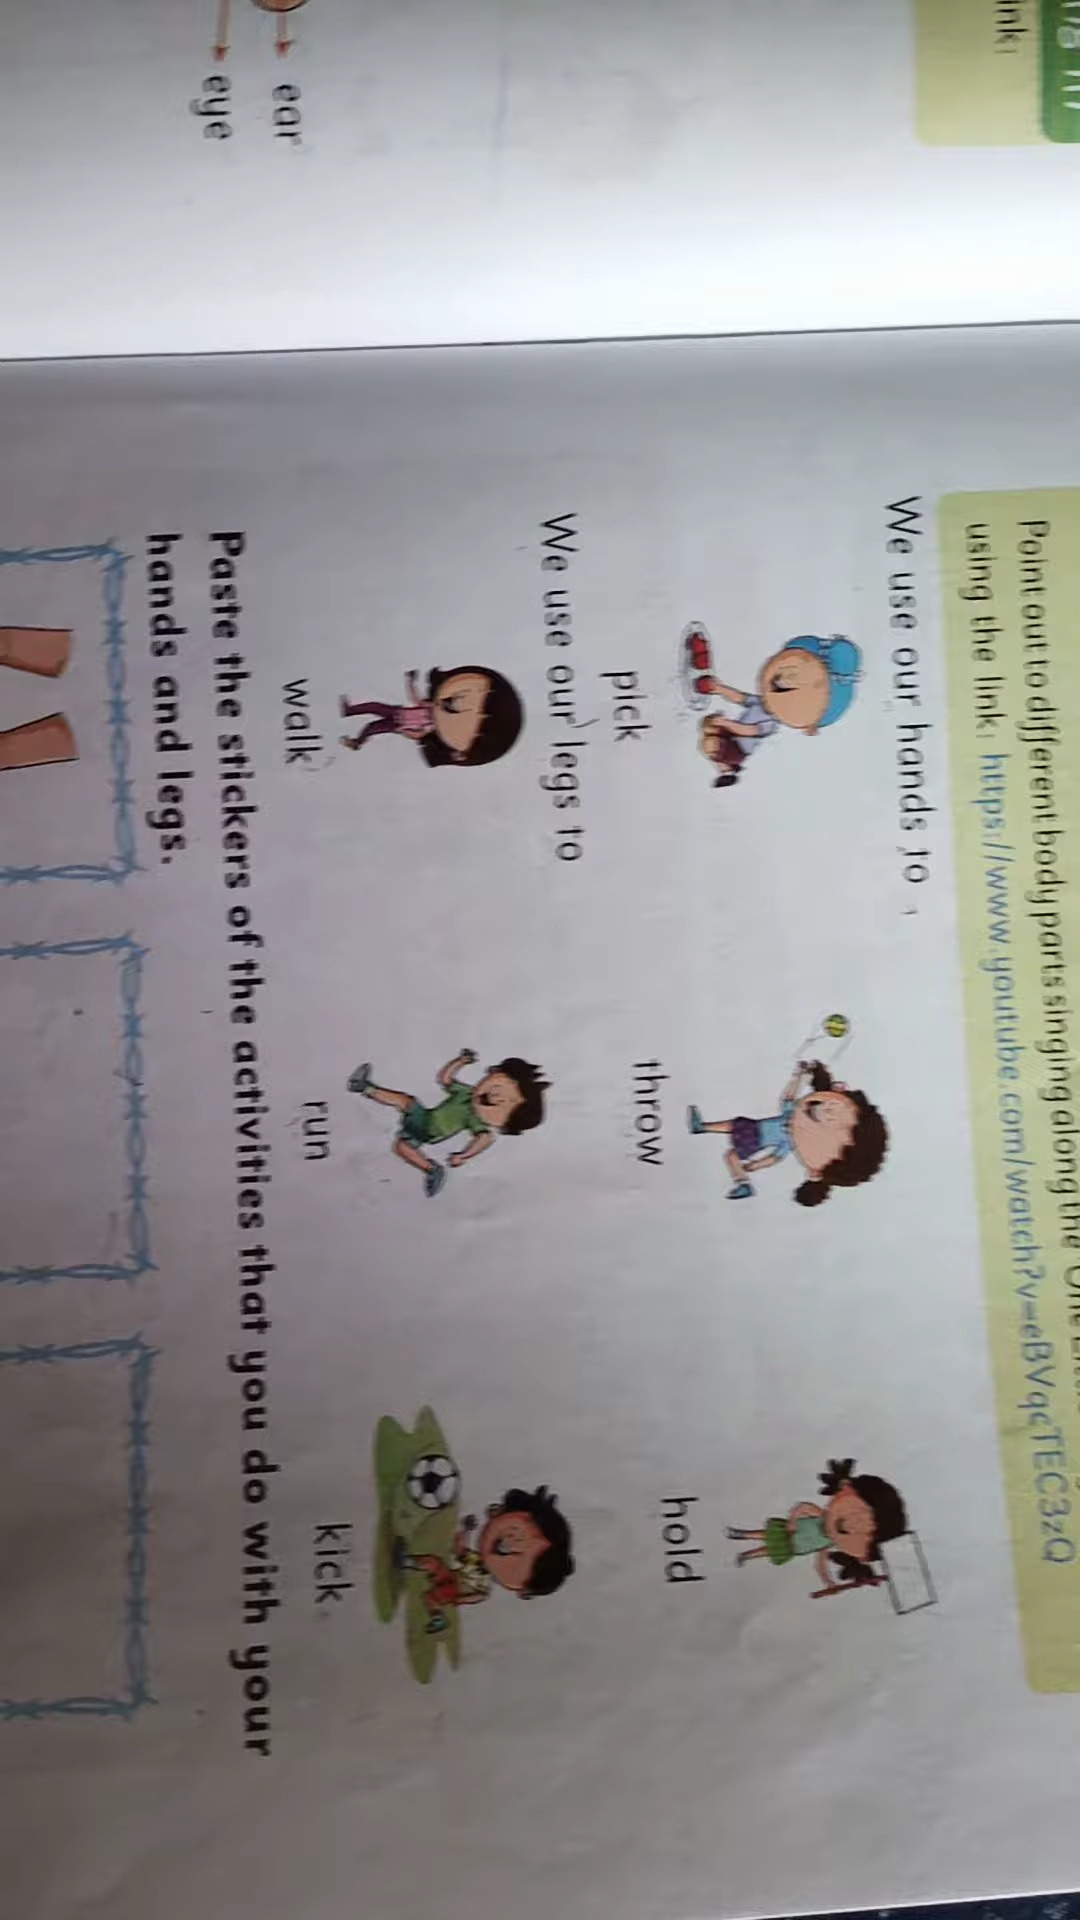 ink:
ear
eye
Point out to different body parts singing along the
using the link: https://www.youtube.com/watch?v=eBVqcTEC3zQ
We use our hands to
pick throw hold
We use our legs to
walk run kick
Paste the stickers of the activities that you do with your
hands and legs.